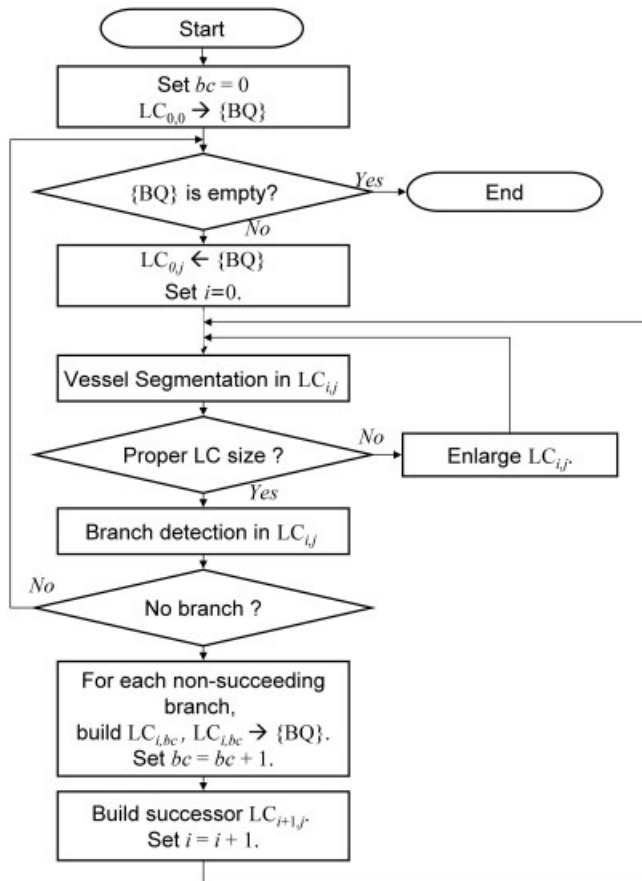 Start
Set bc = 0
LC0,0 → {BQ}
{BQ} is empty?
Yes
End
No
LC0,j ← {BQ}
Set i=0.
Vessel Segmentation in LCi,j
Proper LC size ?
No
Enlarge LCi,j.
Yes
Branch detection in LCi,j
No
No branch ?
For each non-succeeding
branch,
build LCi,bc, LCi,bc → {BQ}.
Set bc = bc + 1.
Build successor LCi+1,j.
Set i = i + 1.